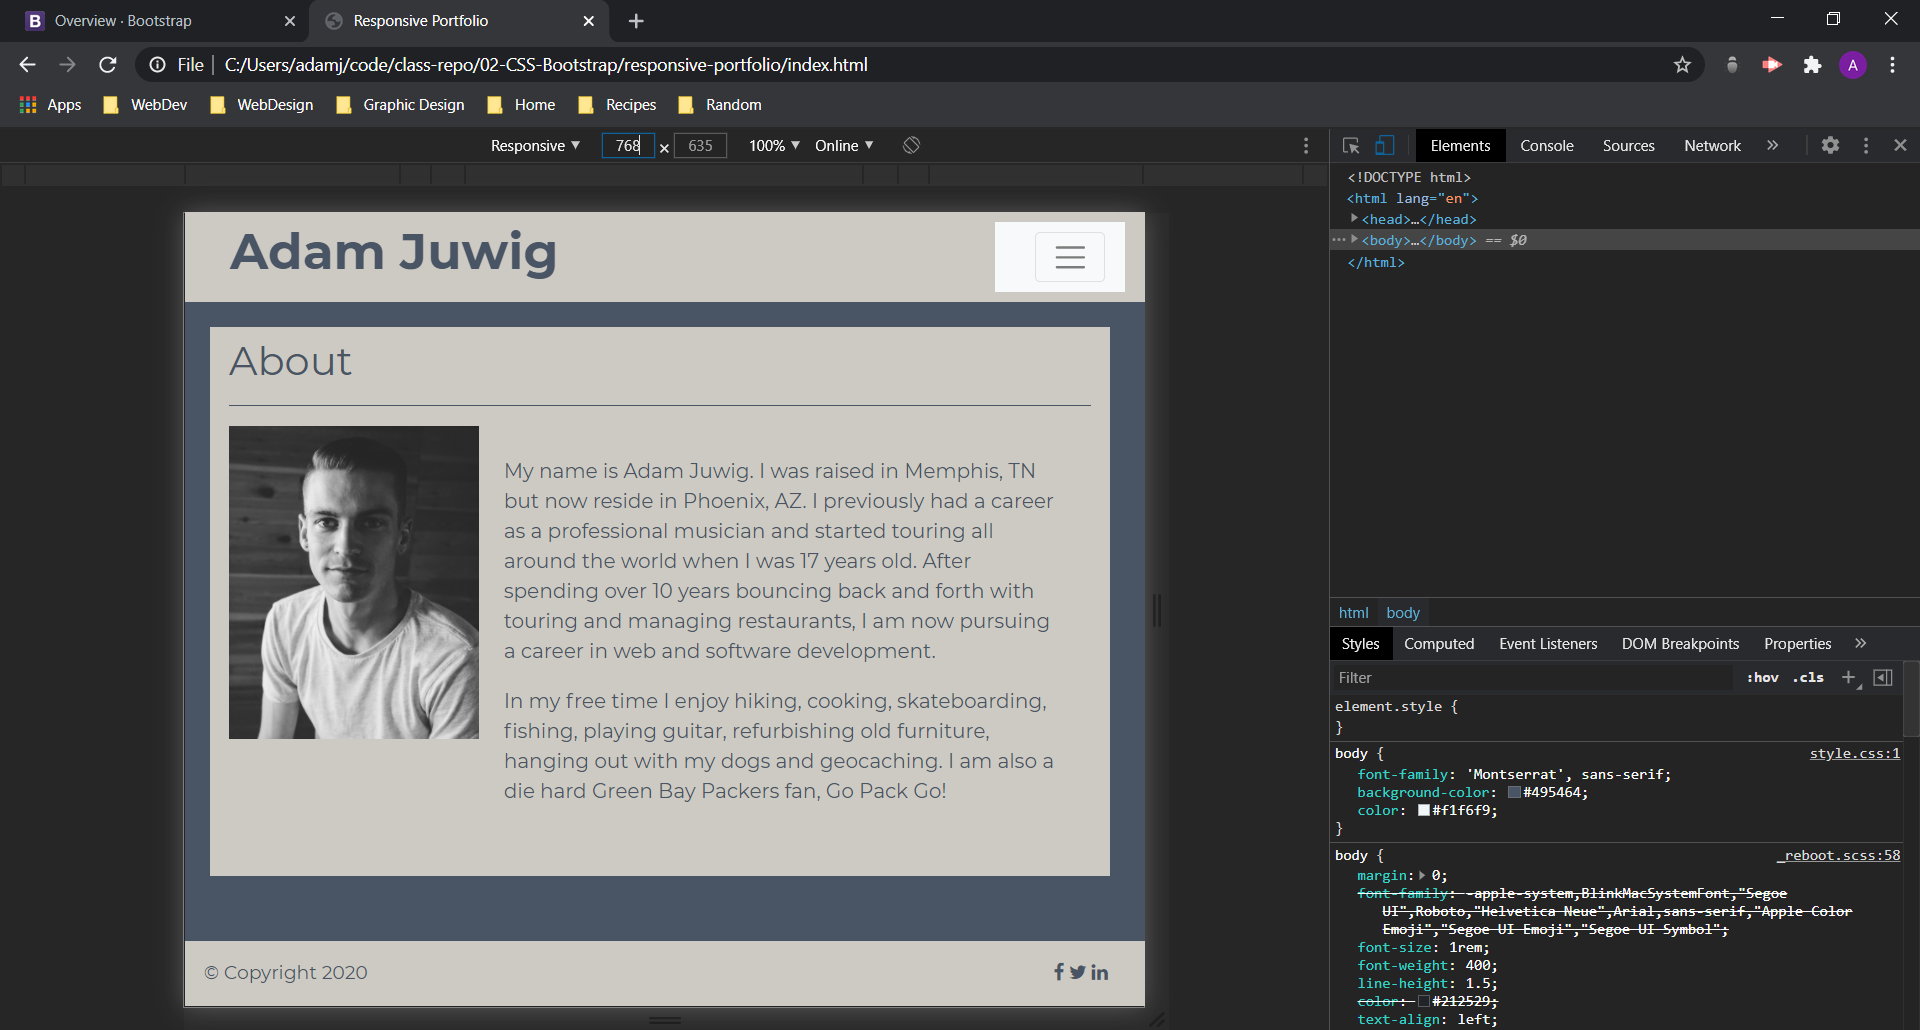 B Overview · Bootstrap
Responsive Portfolio
File C:/Users/adamj/code/class-repo/02-CSS-Bootstrap/responsive-portfolio/index.html
A
Apps WebDev WebDesign Graphic Design Home Recipes Random
Responsive ▼ 768 × 635 100% ▼ Online ▼
Elements Console Sources Network »
<!DOCTYPE html>
<html lang="en">
<head>…</head>
<body>…</body> == $0
</html>
Adam Juwig
About
My name is Adam Juwig. I was raised in Memphis, TN
but now reside in Phoenix, AZ. I previously had a career
as a professional musician and started touring all
around the world when I was 17 years old. After
spending over 10 years bouncing back and forth with
touring and managing restaurants, I am now pursuing
a career in web and software development.
In my free time I enjoy hiking, cooking, skateboarding,
fishing, playing guitar, refurbishing old furniture,
hanging out with my dogs and geocaching. I am also a
die hard Green Bay Packers fan, Go Pack Go!
© Copyright 2020
html body
Styles Computed Event Listeners DOM Breakpoints Properties »
Filter :hov .cls +
element.style {
}
body { style.css:1
font-family: 'Montserrat', sans-serif;
background-color: #495464;
color: #f1f6f9;
}
body { _reboot.scss:58
margin: 0;
font-family: -apple-system,BlinkMacSystemFont,"Segoe
UI",Roboto,"Helvetica Neue",Arial,sans-serif,"Apple Color
Emoji","Segoe UI Emoji","Segoe UI Symbol";
font-size: 1rem;
font-weight: 400;
line-height: 1.5;
color: #212529;
text-align: left;